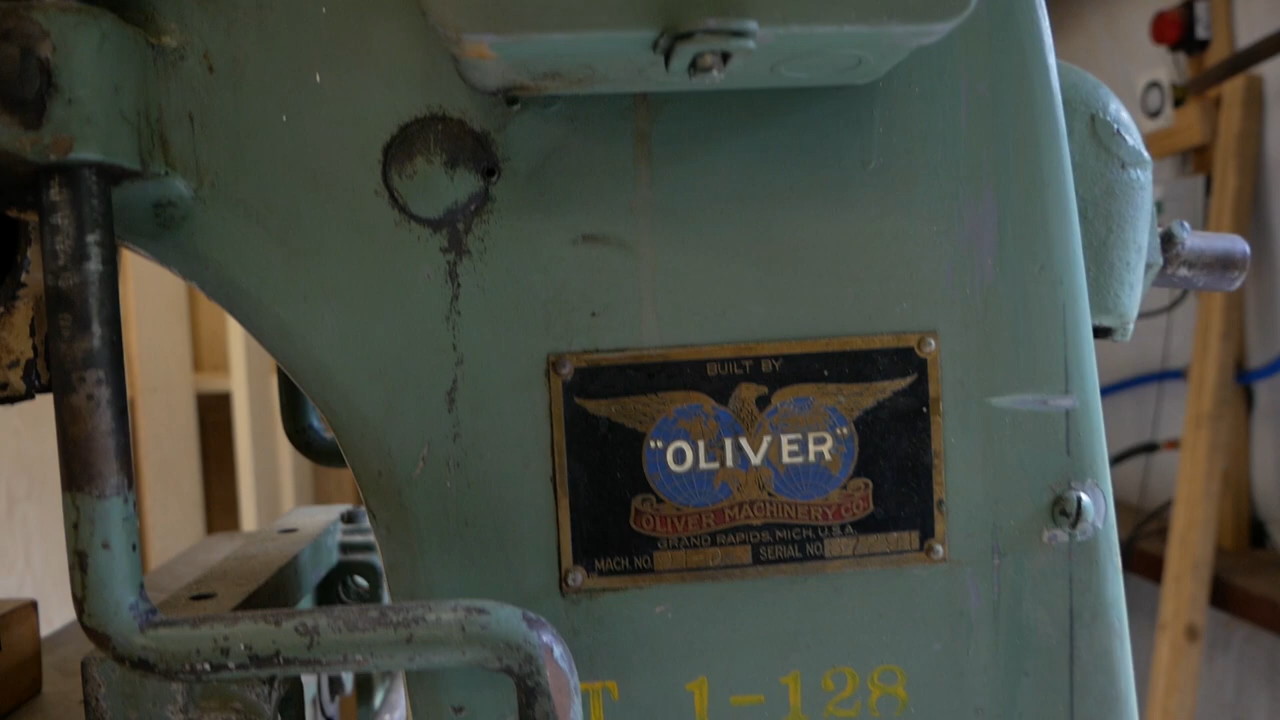 BUILT BY
"OLIVER"
OLIVER MACHINERY CO.
GRAND RAPIDS, MICH. U.S.A.
MACH. NO. SERIAL NO.
T 1-128